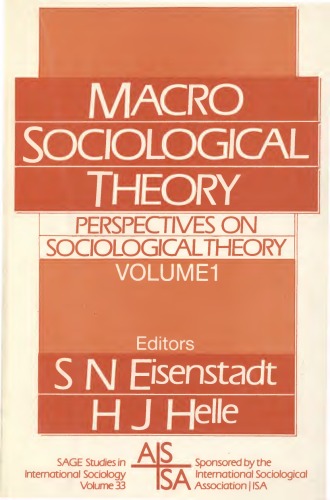 MACRO
SOCIOLOGICAL
THEORY
PERSPECTIVES ON
SOCIOLOGICAL THEORY
VOLUME 1
Editors
S N Eisenstadt
H J Helle
SAGE Studies in
International Sociology
Volume 33
AIS
ISA
Sponsored by the
International Sociological
Association | ISA